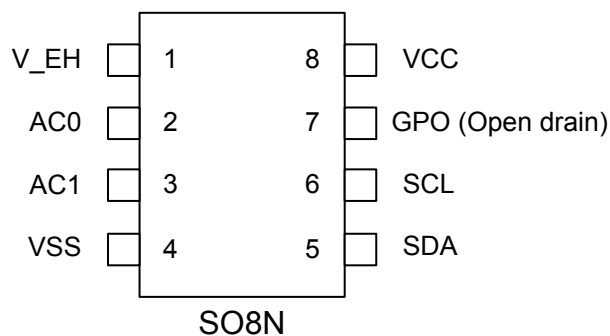 V_EH 1 8 VCC
AC0 2 7 GPO (Open drain)
AC1 3 6 SCL
VSS 4 5 SDA
SO8N